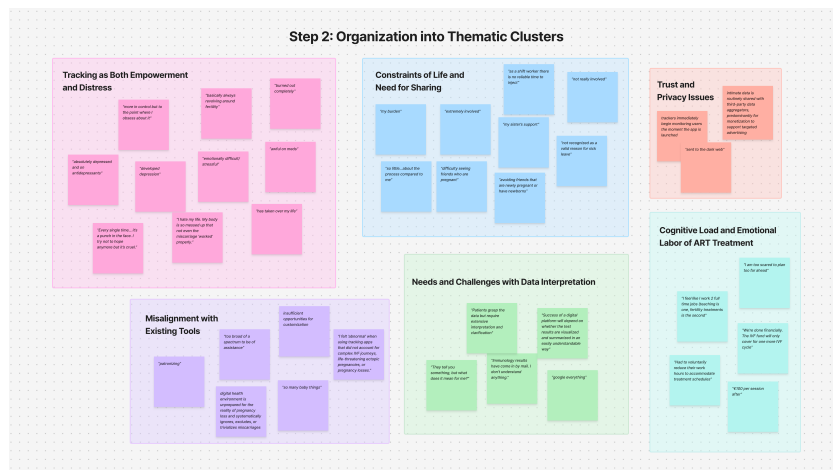 Step 2: Organization into Thematic Clusters
Tracking as Both Empowerment
and Distress
"more in control but to
the point where I
obsess about it"
"basically always
revolving around
fertility"
"burned out
completely"
"absolutely depressed
and on
antidepressants"
"developed
depression"
"emotionally difficult/
stressful"
"awful on meds"
"Every single time... it's
a punch in the face. I
try not to hope
anymore but it's cruel."
"I hate my life. My body
is so messed up that
not even the
miscarriage 'worked'
properly."
"has taken over my life"
Constraints of Life and
Need for Sharing
"as a shift worker there
is no reliable time to
inject"
"not really involved"
"my burden"
"extremely involved"
"my sister's support"
"not recognised as a
valid reason for sick
leave"
"so little...about the
process compared to
me"
"difficulty seeing
friends who are
pregnant"
"avoiding friends that
are newly pregnant or
have newborns"
Trust and
Privacy Issues
trackers immediately
begin monitoring users
the moment the app is
launched
Intimate data is
routinely shared with
third-party data
aggregators,
predominantly for
monetization to
support targeted
advertising
"sent to the dark web"
Misalignment with
Existing Tools
insufficient
opportunities for
customization
"too broad of a
spectrum to be of
assistance"
"I felt 'abnormal' when
using tracking apps
that did not account for
complex IVF journeys,
life-threatening ectopic
pregnancies, or
pregnancy losses."
"patronising"
digital health
environment is
unprepared for the
reality of pregnancy
loss and systematically
ignores, excludes, or
trivializes miscarriages
"so many baby things"
Needs and Challenges with Data Interpretation
"Patients grasp the
data but require
extensive
interpretation and
clarification"
"Success of a digital
platform will depend on
whether the test
results are visualized
and summarized in an
easily understandable
way"
"They tell you
something, but what
does it mean for me?"
"Immunology results
have come in by mail. I
don't understand
anything"
"google everything"
Cognitive Load and Emotional
Labor of ART Treatment
"I am too scared to plan
too far ahead"
"I feel like I work 2 full
time jobs (teaching is
one, fertility treatments
is the second"
"We're done financially.
The IVF fund will only
cover for one more IVF
cycle"
"Had to voluntarily
reduce their work
hours to accommodate
treatment schedules"
"€100 per session
after"